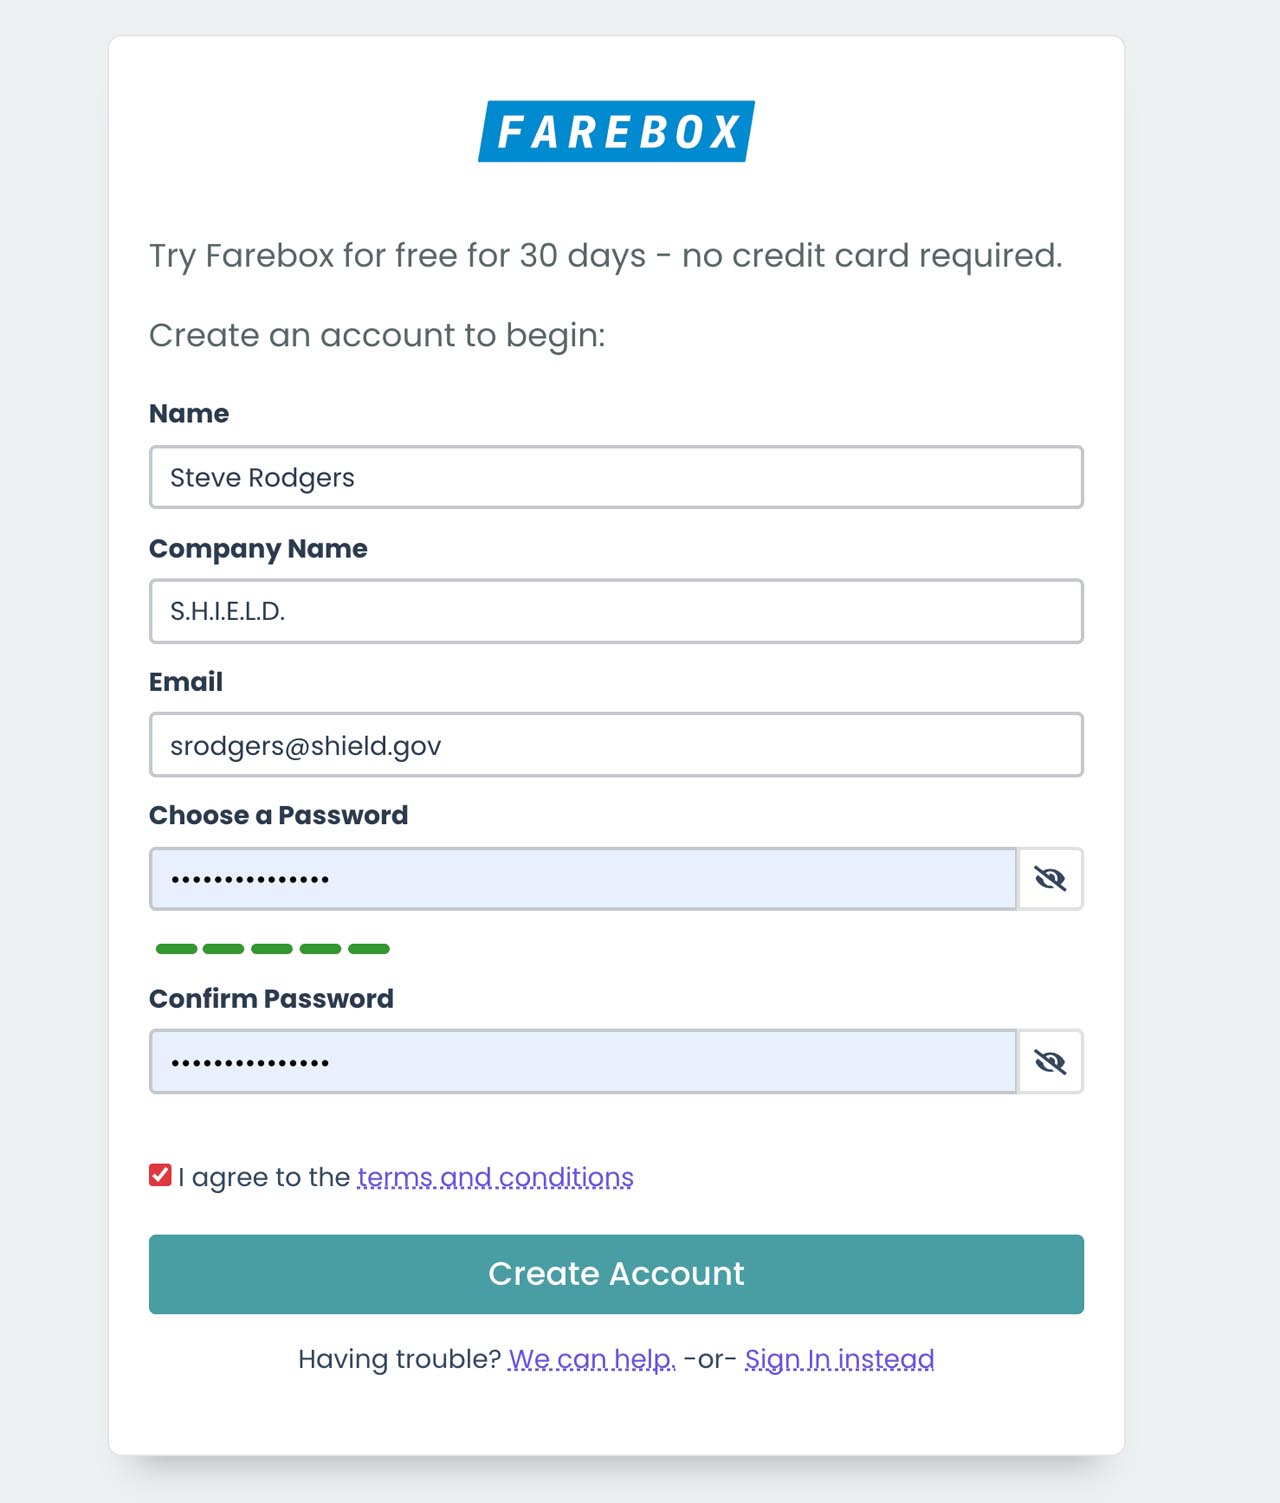 FAREBOX
Try Farebox for free for 30 days - no credit card required.
Create an account to begin:
Name
Steve Rodgers
Company Name
S.H.I.E.L.D.
Email
srodgers@shield.gov
Choose a Password
•••••••••••••••
Confirm Password
•••••••••••••••
I agree to the terms and conditions
Create Account
Having trouble? We can help. -or- Sign In instead